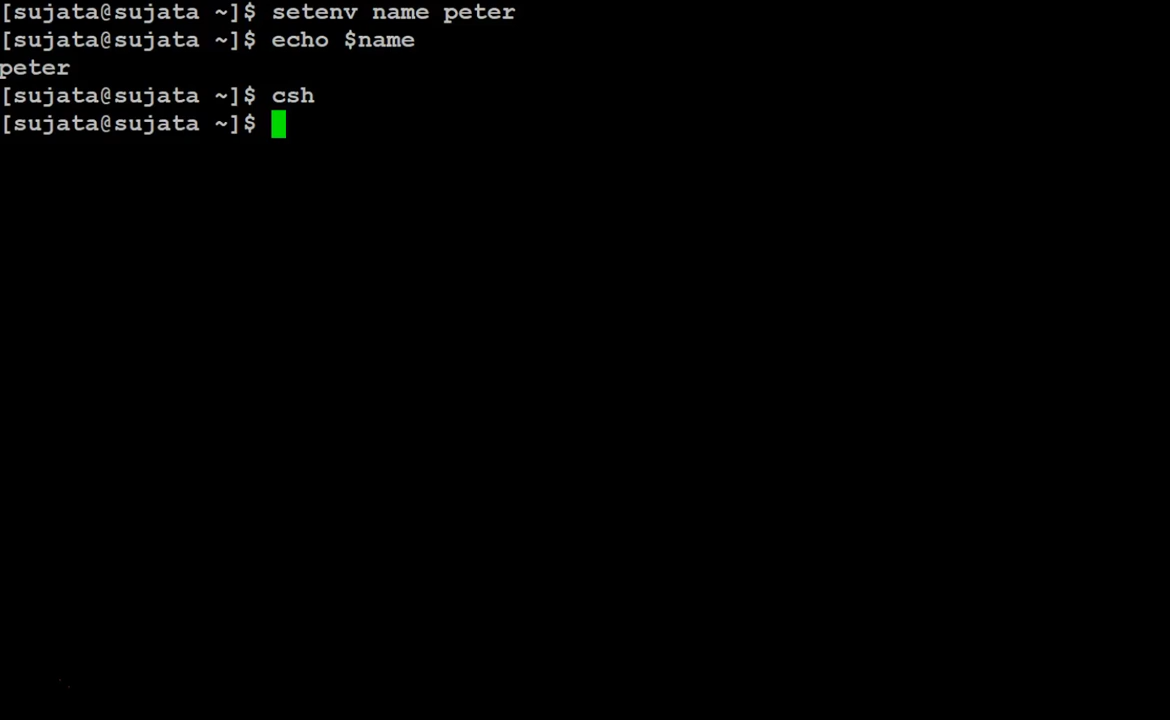 [sujata@sujata ~]$ setenv name peter
[sujata@sujata ~]$ echo $name
peter
[sujata@sujata ~]$ csh
[sujata@sujata ~]$